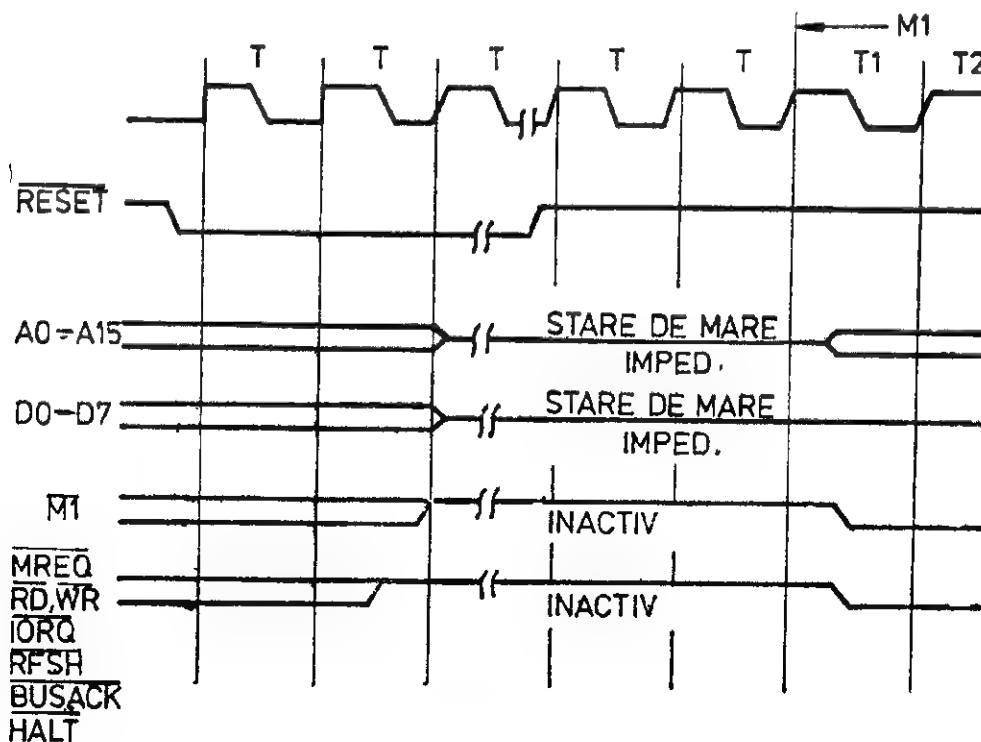 M1
T T T T T T1 T2
RESET
A0-A15 STARE DE MARE
IMPED.
D0-D7 STARE DE MARE
IMPED.
M1 INACTIV
MREQ
RD,WR INACTIV
IORQ
RFSH
BUSACK
HALT